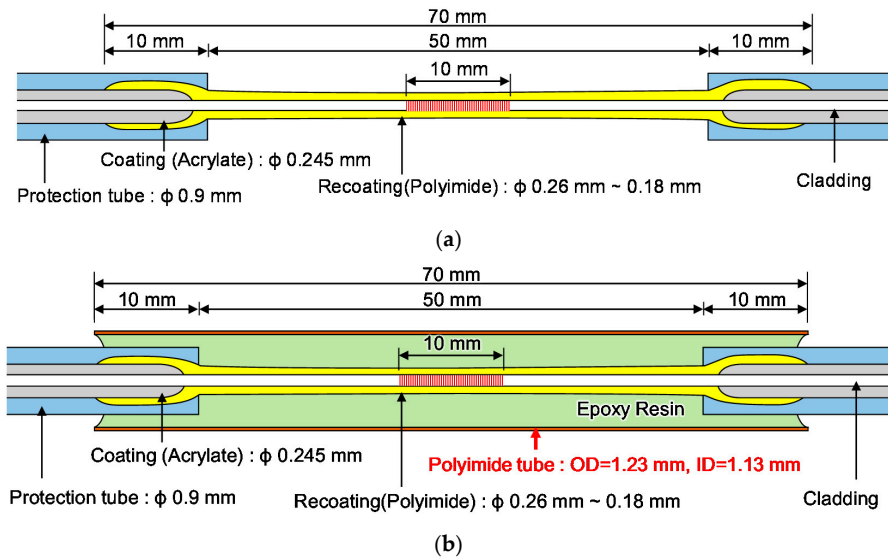 70 mm
10 mm
50 mm
10 mm
10 mm
Coating (Acrylate) : ϕ 0.245 mm
Recoating(Polyimide) : ϕ 0.26 mm ~ 0.18 mm
Cladding
Protection tube : ϕ 0.9 mm
(a)
70 mm
10 mm
50 mm
10 mm
10 mm
Epoxy Resin
Coating (Acrylate) : ϕ 0.245 mm
Polyimide tube : OD=1.23 mm, ID=1.13 mm
Protection tube : ϕ 0.9 mm
Recoating(Polyimide) : ϕ 0.26 mm ~ 0.18 mm
Cladding
(b)